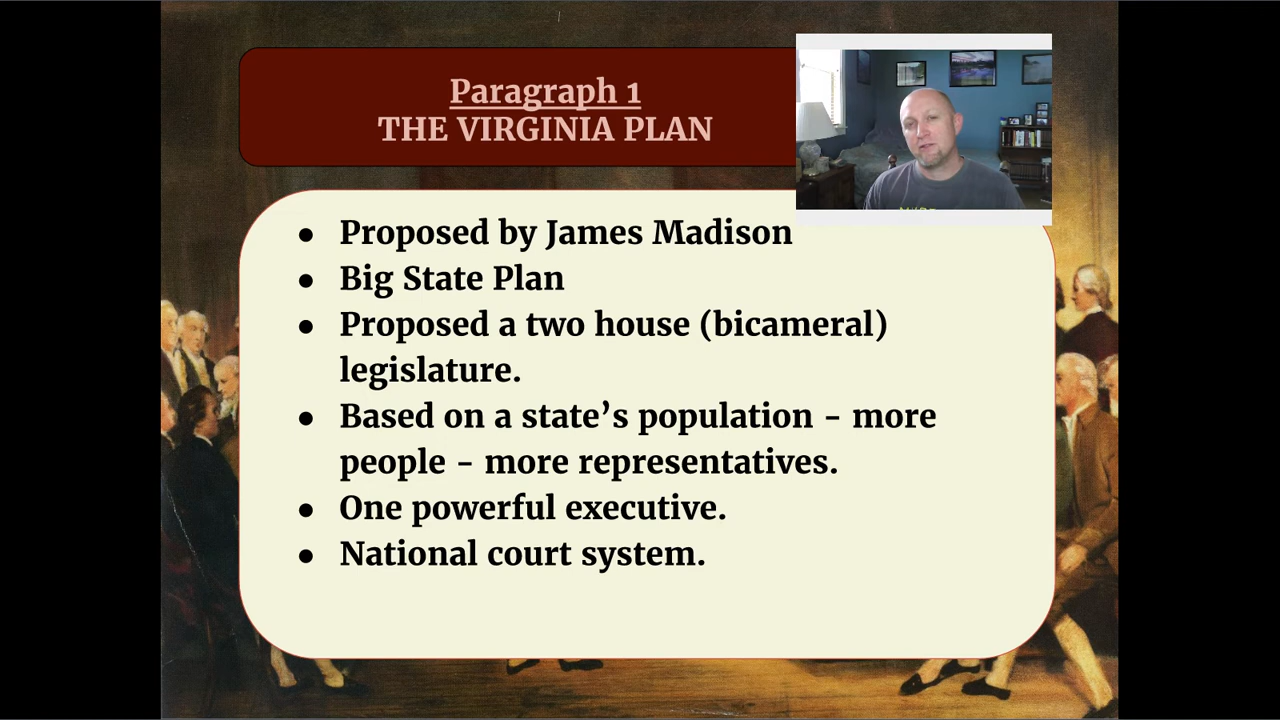 Paragraph 1
THE VIRGINIA PLAN
● Proposed by James Madison
● Big State Plan
● Proposed a two house (bicameral)
legislature.
● Based on a state’s population - more
people - more representatives.
● One powerful executive.
● National court system.